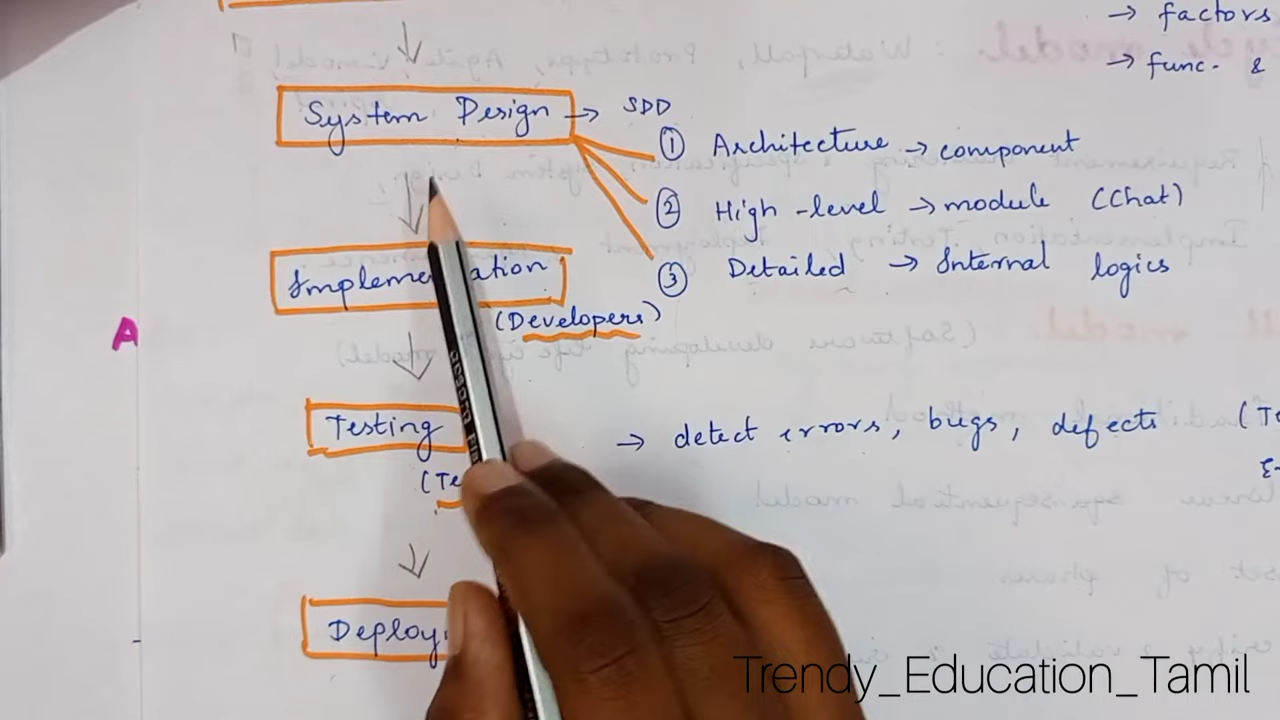 → factors
→ func. &
System Design → SDD
① Architecture → component
② High-level → module (Chat)
③ Detailed → Internal logics
(Developers)
A
Testing
→ detect errors, bugs, defects
Trendy_Education_Tamil